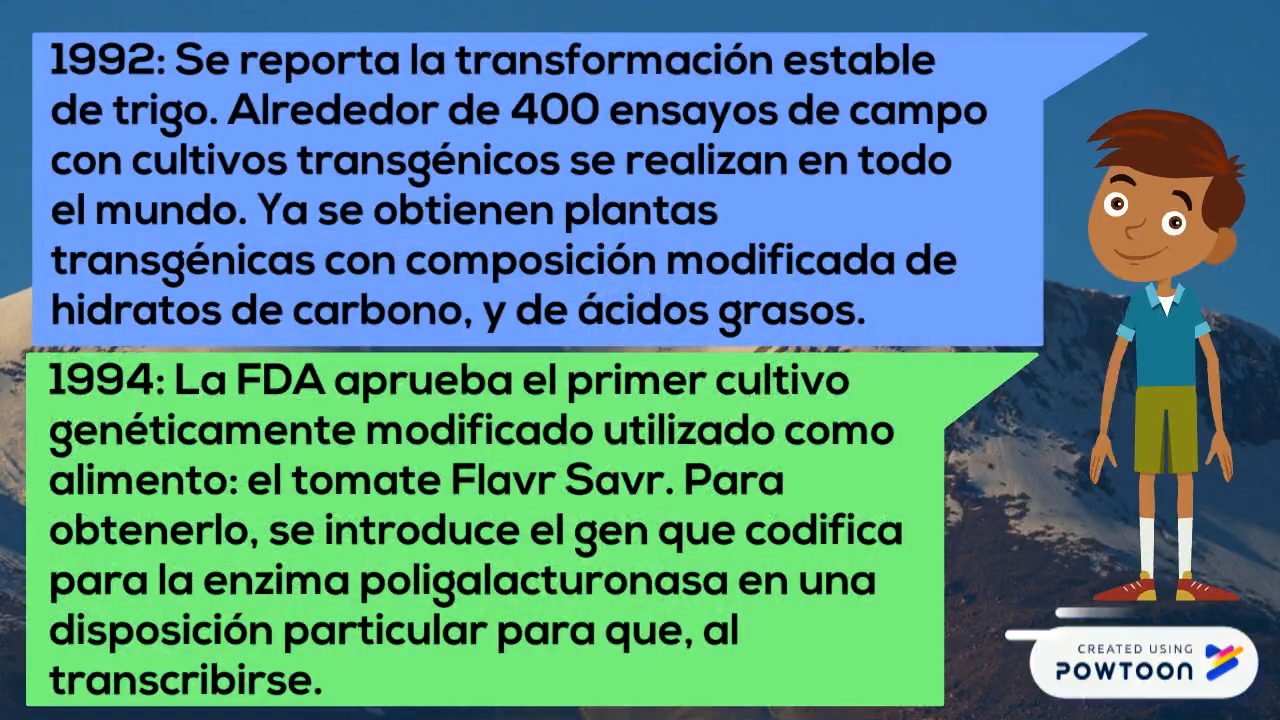 1992: Se reporta la transformación estable
de trigo. Alrededor de 400 ensayos de campo
con cultivos transgénicos se realizan en todo
el mundo. Ya se obtienen plantas
transgénicas con composición modificada de
hidratos de carbono, y de ácidos grasos.
1994: La FDA aprueba el primer cultivo
genéticamente modificado utilizado como
alimento: el tomate Flavr Savr. Para
obtenerlo, se introduce el gen que codifica
para la enzima poligalacturonasa en una
disposición particular para que, al
transcribirse.
CREATED USING
POWTOON